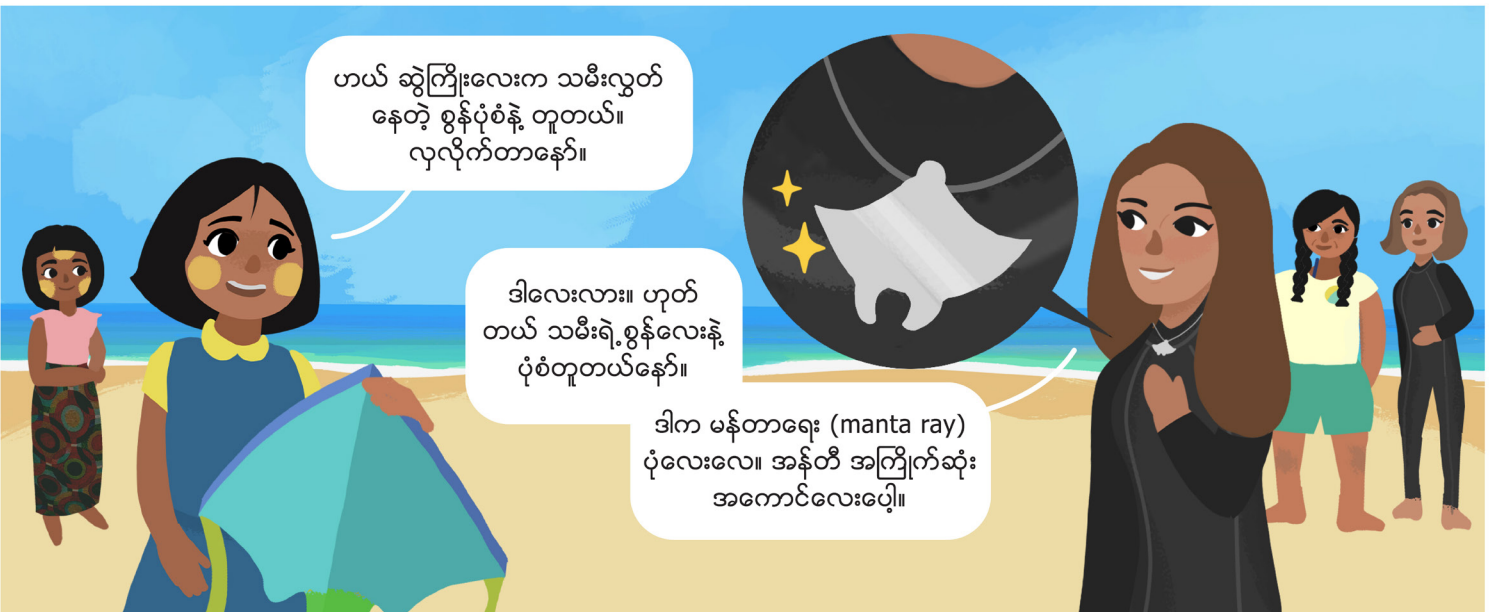 ဟယ် ဆွဲကြိုးလေးက သမီးလွှတ်
နေတဲ့ စွန်ပုံစံနဲ့ တူတယ်။
လှလိုက်တာနော်။
ဒါလေးလား။ ဟုတ်
တယ် သမီးရဲ့စွန်လေးနဲ့
ပုံစံတူတယ်နော်။
ဒါက မန်တာရေး (manta ray)
ပုံလေးလေ။ အန်တီ အကြိုက်ဆုံး
အကောင်လေးပေါ့။